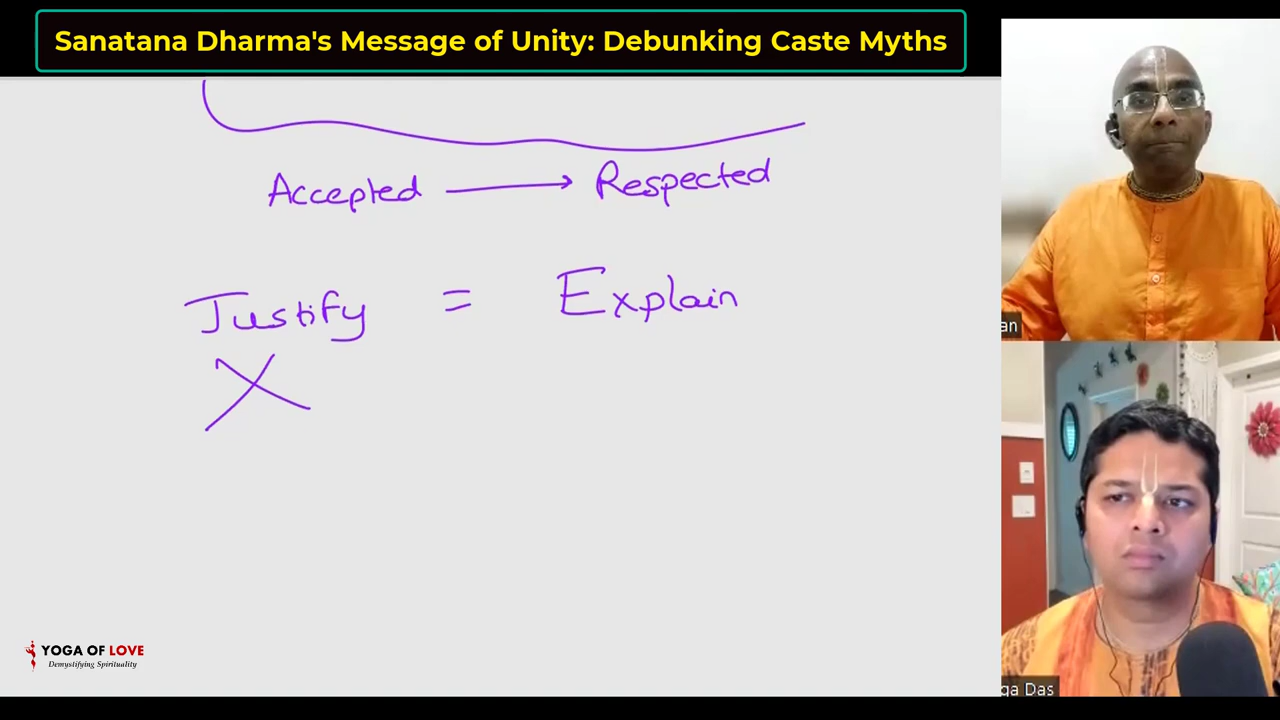 Sanatana Dharma's Message of Unity: Debunking Caste Myths
Accepted → Respected
Justify = Explain
X
an
YOGA OF LOVE
Demystifying Spirituality
ga Das